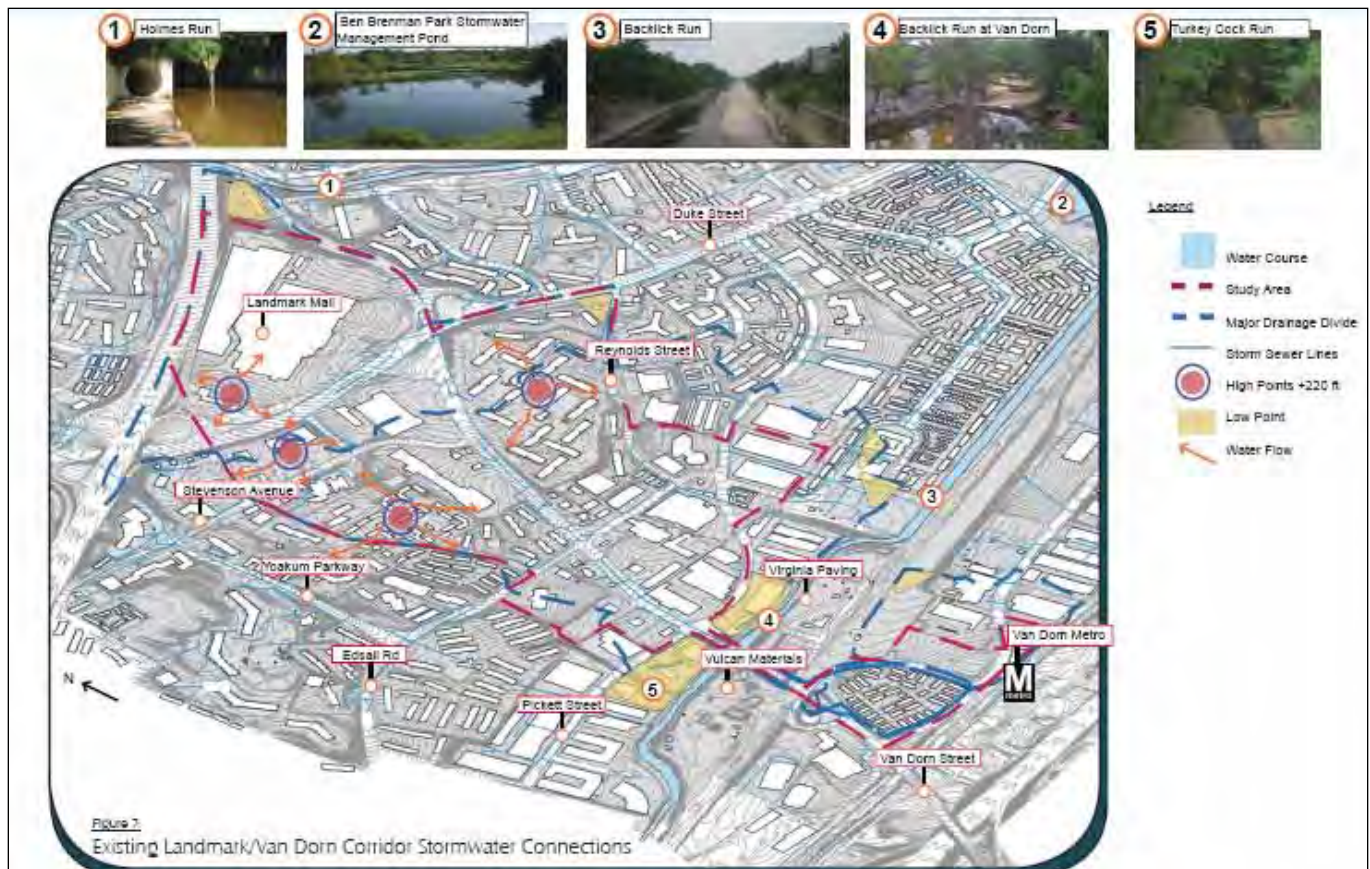 1 Holmes Run
2 Ben Brenman Park Stormwater
Management Pond
3 Backlick Run
4 Backlick Run at Van Dorn
5 Turkey Cock Run
1
2
Duke Street
Landmark Mall
Reynolds Street
Stevenson Avenue
3
Yoakum Parkway
Virginia Paving
4
Edsall Rd
Vulcan Materials
Van Dorn Metro
M
N
5
Pickett Street
Van Dorn Street
Legend
Water Course
Study Area
Major Drainage Divide
Storm Sewer Lines
High Points +220 ft
Low Point
Water Flow
Figure 7:
Existing Landmark/Van Dorn Corridor Stormwater Connections